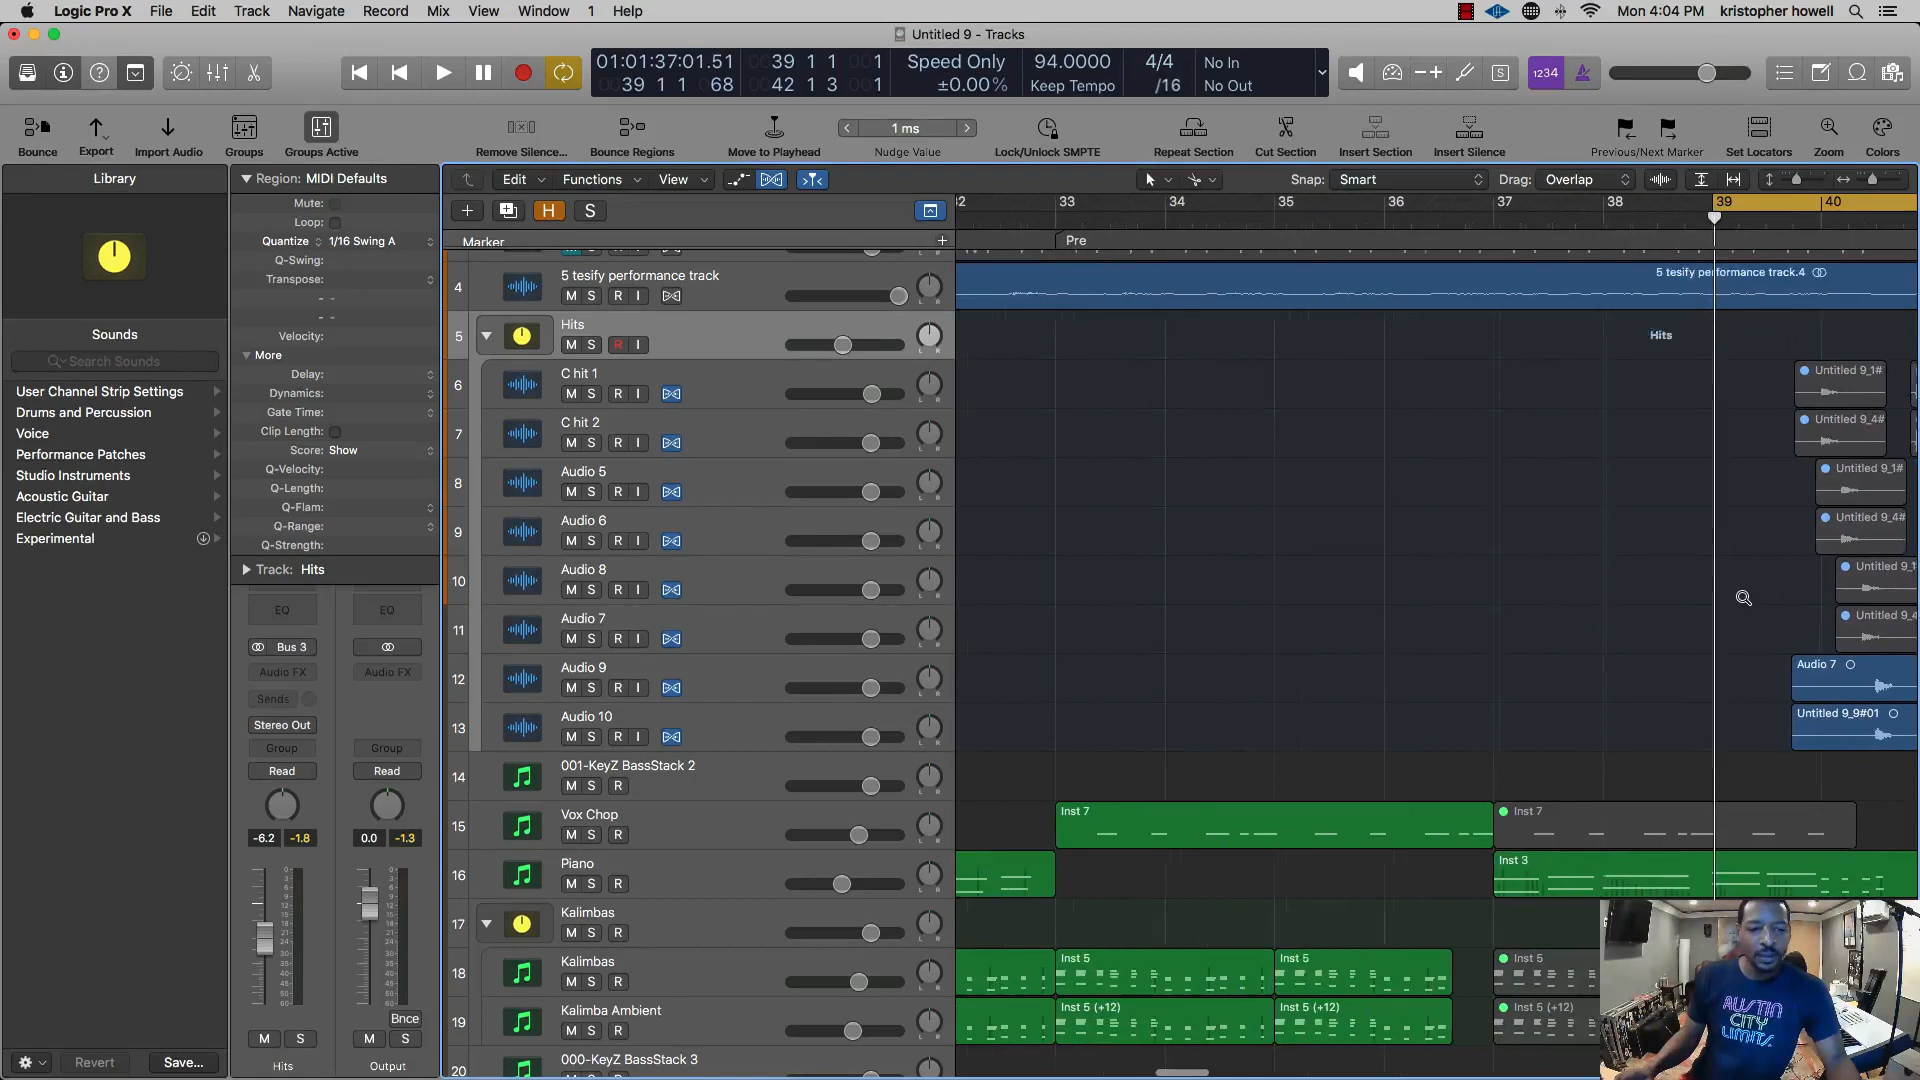 Logic Pro X File Edit Track Navigate Record Mix View Window 1 Help
Mon 4:04 PM kristopher howell
Untitled 9 - Tracks
01:01:37:01.51
39 1 1 68
39 1 1 1
42 1 3 1
Speed Only
±0.00%
94.0000
Keep Tempo
4/4
/16
No In
No Out
S
1234
Bounce Export Import Audio Groups Groups Active
Remove Silence... Bounce Regions Move to Playhead
1 ms
Nudge Value
Lock/Unlock SMPTE Repeat Section Cut Section Insert Section Insert Silence Previous/Next Marker Set Locators Zoom Colors
Library
Sounds
Search Sounds
User Channel Strip Settings
Drums and Percussion
Voice
Performance Patches
Studio Instruments
Acoustic Guitar
Electric Guitar and Bass
Experimental
Revert Save...
Region: MIDI Defaults
Mute:
Loop:
Quantize 1/16 Swing A
Q-Swing:
Transpose:
Velocity:
More
Delay:
Dynamics:
Gate Time:
Clip Length:
Score: Show
Q-Velocity:
Q-Length:
Q-Flam:
Q-Range:
Q-Strength:
Track: Hits
EQ EQ
Bus 3
Audio FX Audio FX
Sends
Stereo Out
Group Group
Read Read
-6.2 -1.8 0.0 -1.3
Bnce
M S M S
Hits Output
Edit Functions View
Snap: Smart Drag: Overlap
H S
32 33 34 35 36 37 38 39 40
Marker
Pre
4 5 tesify performance track
M S R I
5 tesify performance track.4
5 Hits
M S R I
Hits
6 C hit 1
M S R I
Untitled 9_1#
7 C hit 2
M S R I
Untitled 9_4#
8 Audio 5
M S R I
Untitled 9_1#
9 Audio 6
M S R I
Untitled 9_4#
10 Audio 8
M S R I
Untitled 9_1
11 Audio 7
M S R I
Untitled 9_4
12 Audio 9
M S R I
Audio 7
13 Audio 10
M S R I
Untitled 9_9#01
14 001-KeyZ BassStack 2
M S R
15 Vox Chop
M S R
Inst 7 Inst 7
16 Piano
M S R
Inst 3
17 Kalimbas
M S R
18 Kalimbas
M S R
Inst 5 Inst 5 Inst 5
19 Kalimba Ambient
M S R
Inst 5 (+12) Inst 5 (+12) Inst 5 (+12)
20 000-KeyZ BassStack 3
AUSTIN
CITY
LIMITS